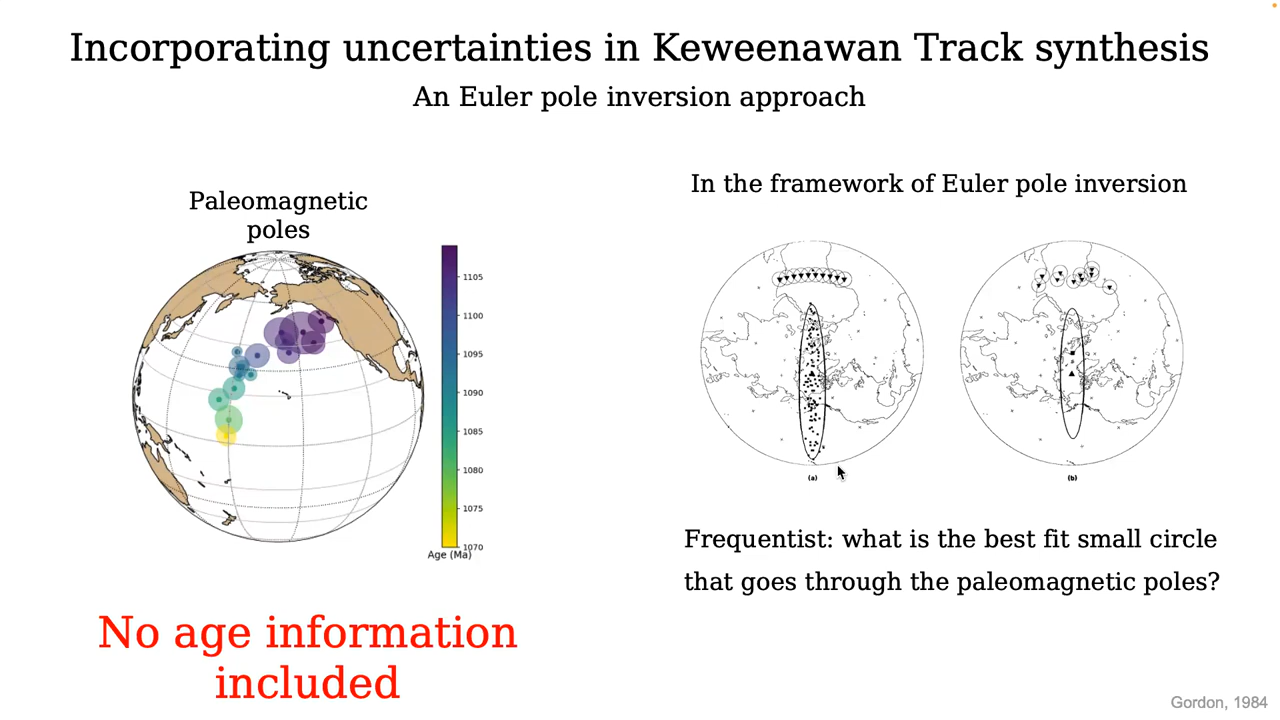 Incorporating uncertainties in Keweenawan Track synthesis
An Euler pole inversion approach
Paleomagnetic
poles
1105
1100
1095
1090
1085
1080
1075
1070
Age (Ma)
No age information
included
In the framework of Euler pole inversion
(a)
(b)
Frequentist: what is the best fit small circle
that goes through the paleomagnetic poles?
Gordon, 1984